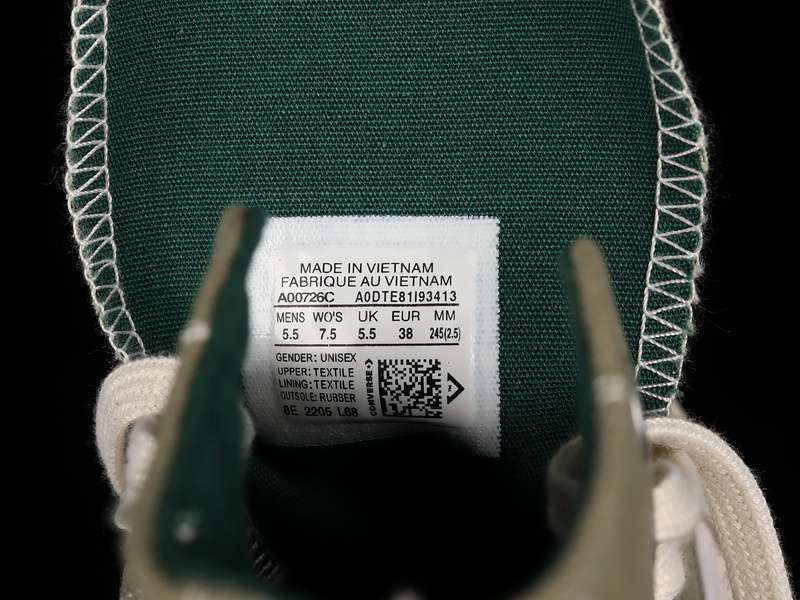 MADE IN VIETNAM
FABRIQUE AU VIETNAM
A00726C A0DTE81I93413
MENS WO'S UK EUR MM
5.5 7.5 5.5 38 245(2.5)
GENDER: UNISEX
UPPER: TEXTILE
LINING: TEXTILE
OUTSOLE: RUBBER
8E 2205 L68
CONVERSE